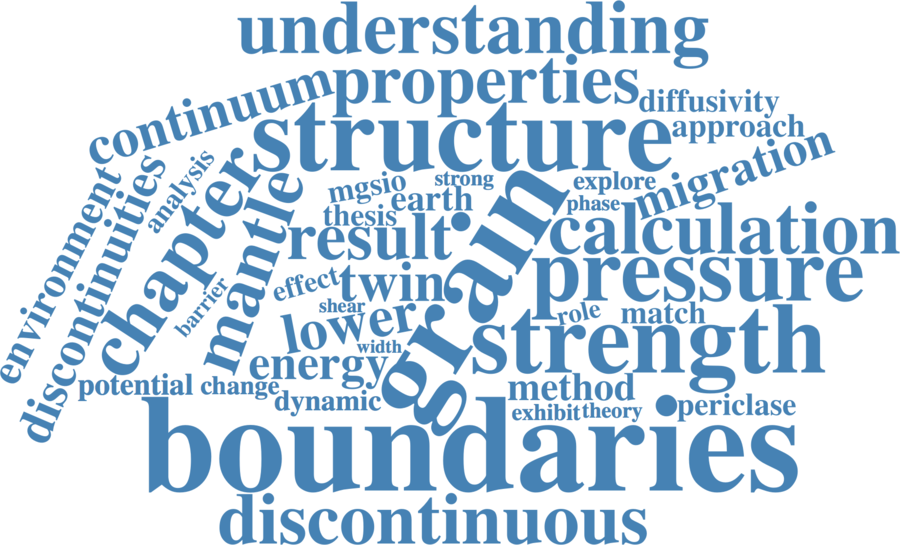 understanding
properties
continuum
diffusivity
structure
approach
migration
analysis
strong
explore
mgsio
earth
phase
environment
discontinuities
chapter
mantle
thesis
result
grain
calculation
pressure
effect
twin
barrier
shear
role
match
lower
strength
width
energy
potential
change
method
dynamic
exhibit
theory
periclase
boundaries
discontinuous